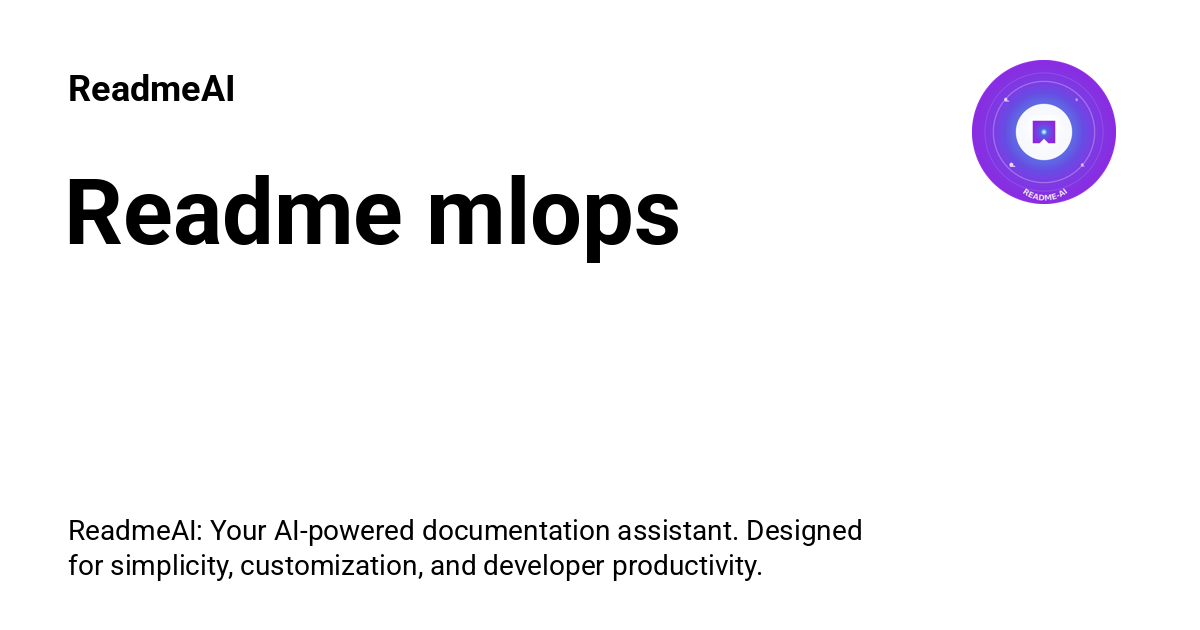 ReadmeAI
README-AI
Readme mlops
ReadmeAI: Your AI-powered documentation assistant. Designed
for simplicity, customization, and developer productivity.